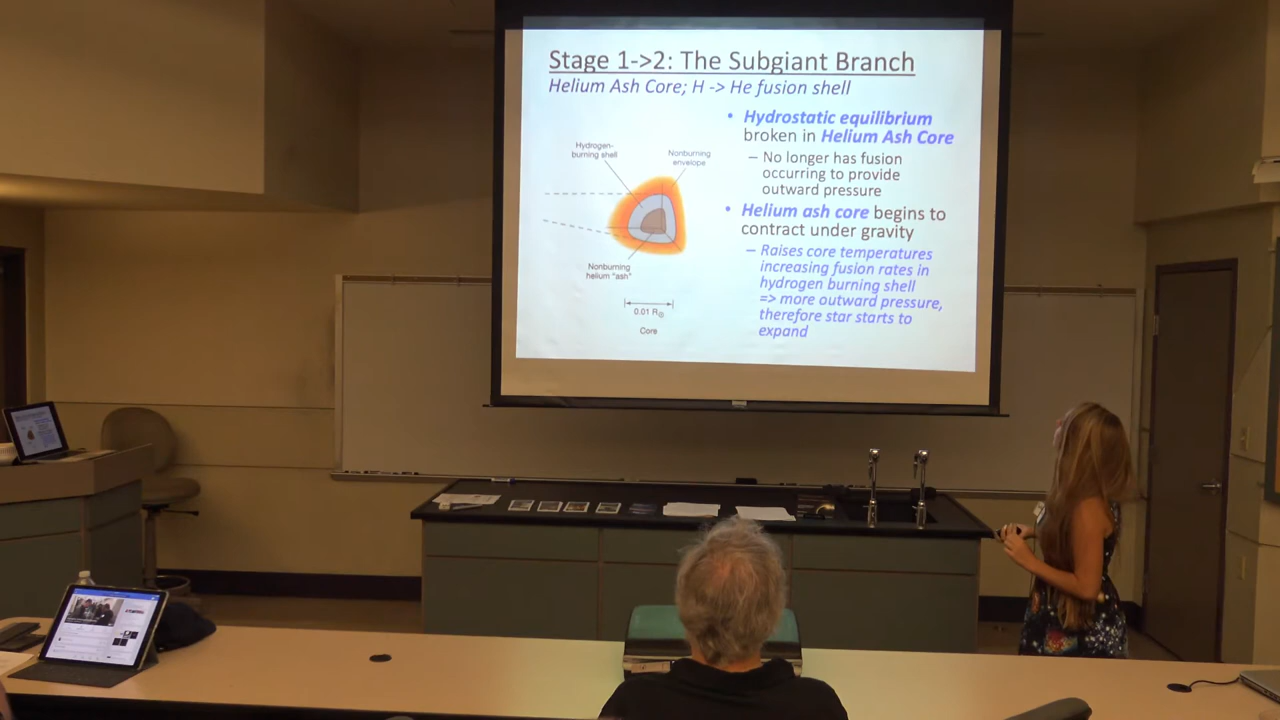 Stage 1->2: The Subgiant Branch
Helium Ash Core; H -> He fusion shell
Hydrogen-
burning shell
Nonburning
envelope
Nonburning
helium "ash"
0.01 R⊙
Core
• Hydrostatic equilibrium
broken in Helium Ash Core
– No longer has fusion
occurring to provide
outward pressure
• Helium ash core begins to
contract under gravity
– Raises core temperatures
increasing fusion rates in
hydrogen burning shell
=> more outward pressure,
therefore star starts to
expand